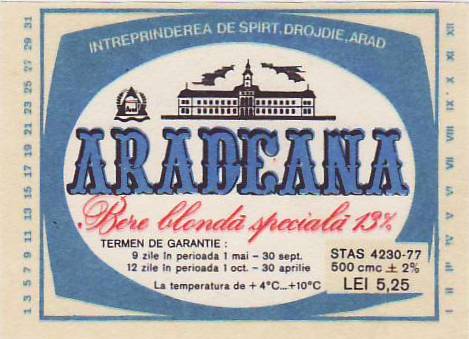 INTREPRINDEREA DE SPIRT, DROJDIE, ARAD
ARADEANA
Bere blondă specială 13%
TERMEN DE GARANTIE :
9 zile în perioada 1 mai - 30 sept.
12 zile în perioada 1 oct. - 30 aprilie
La temperatura de + 4°C...+10°C
STAS 4230-77
500 cmc ± 2%
LEI 5,25
1 3 5 7 9 11 13 15 17 19 21 23 25 27 29 31
I II III IV V VI VII VIII IX X XI XII